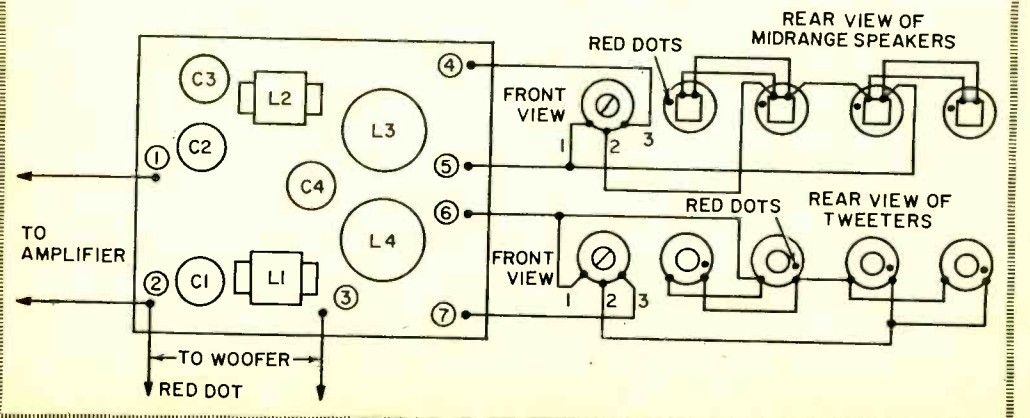 REAR VIEW OF
MIDRANGE SPEAKERS
RED DOTS
4
C3
L2
FRONT
VIEW
L3
1
2
3
C2
1
5
C4
6
RED DOTS
REAR VIEW OF
TWEETERS
TO
AMPLIFIER
L4
FRONT
VIEW
2
C1
L1
3
1
2
3
7
TO WOOFER
RED DOT